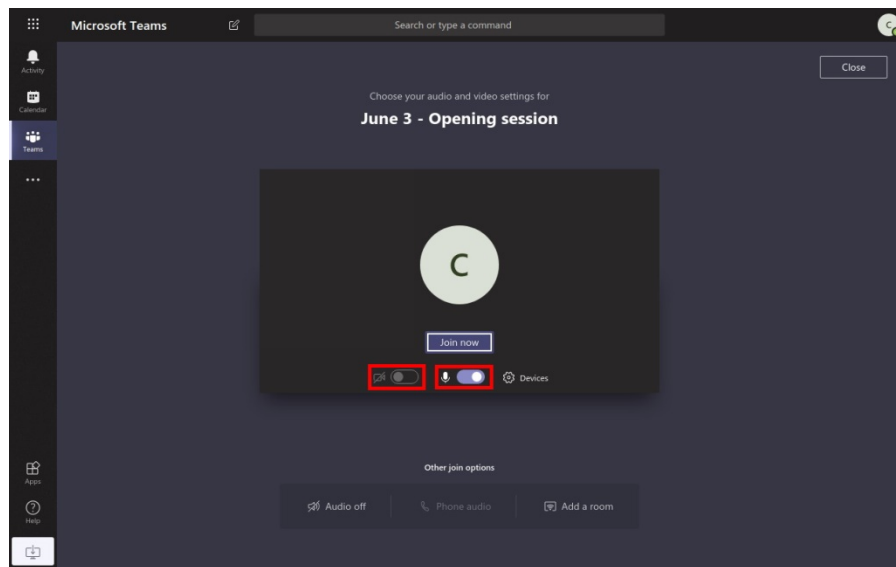 Microsoft Teams
Search or type a command
C
Activity
Calendar
Teams
Close
Choose your audio and video settings for
June 3 - Opening session
C
Join now
Devices
Other join options
Audio off
Phone audio
Add a room
Apps
Help